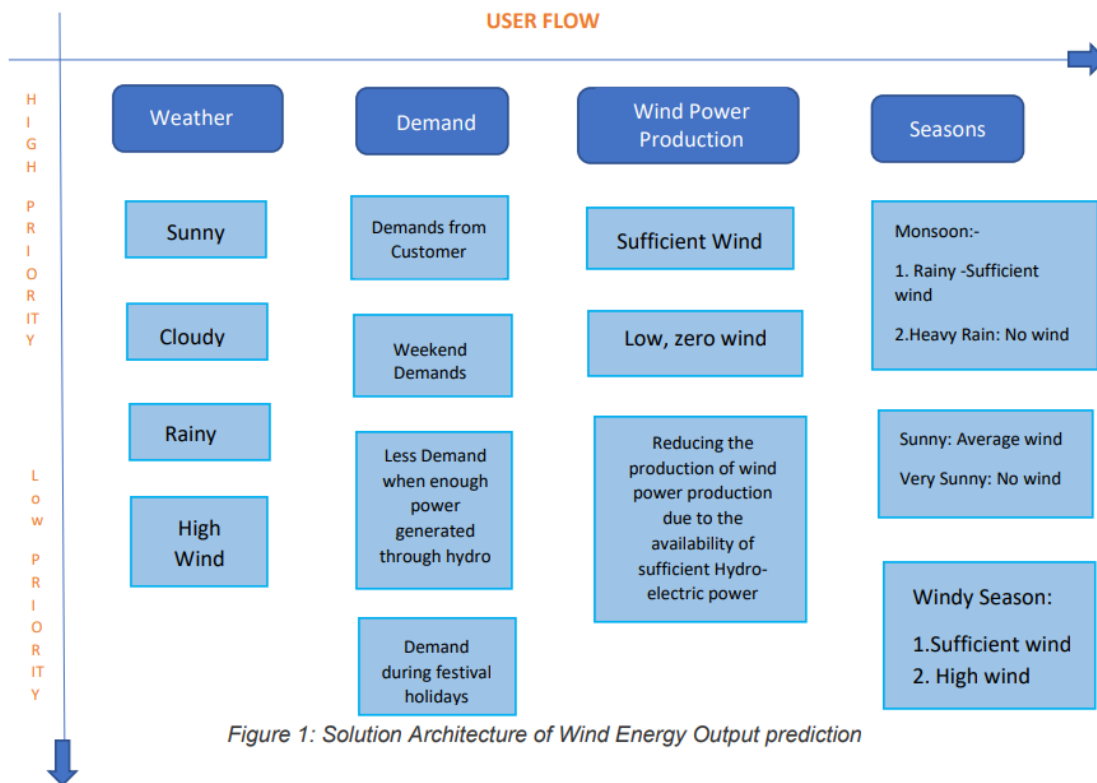 USER FLOW
HIGH PRIORITY
Low PRIORITY
Weather
Sunny
Cloudy
Rainy
High
Wind
Demand
Demands from
Customer
Weekend
Demands
Less Demand
when enough
power
generated
through hydro
Demand
during festival
holidays
Wind Power
Production
Sufficient Wind
Low, zero wind
Reducing the
production of wind
power production
due to the
availability of
sufficient Hydro-
electric power
Seasons
Monsoon:-
1. Rainy -Sufficient
wind
2.Heavy Rain: No wind
Sunny: Average wind
Very Sunny: No wind
Windy Season:
1.Sufficient wind
2. High wind
Figure 1: Solution Architecture of Wind Energy Output prediction